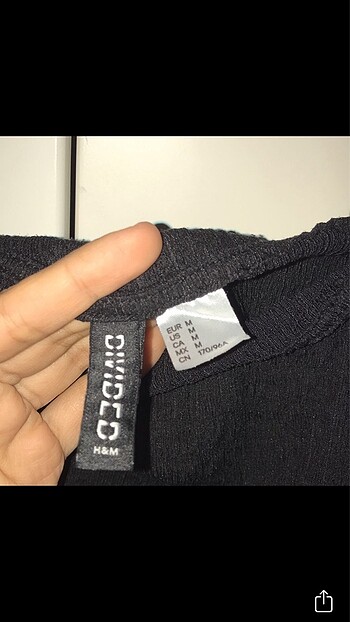 DIVIDED
H&M
EUR M
US M
CA M
MX M
CN 170/96A